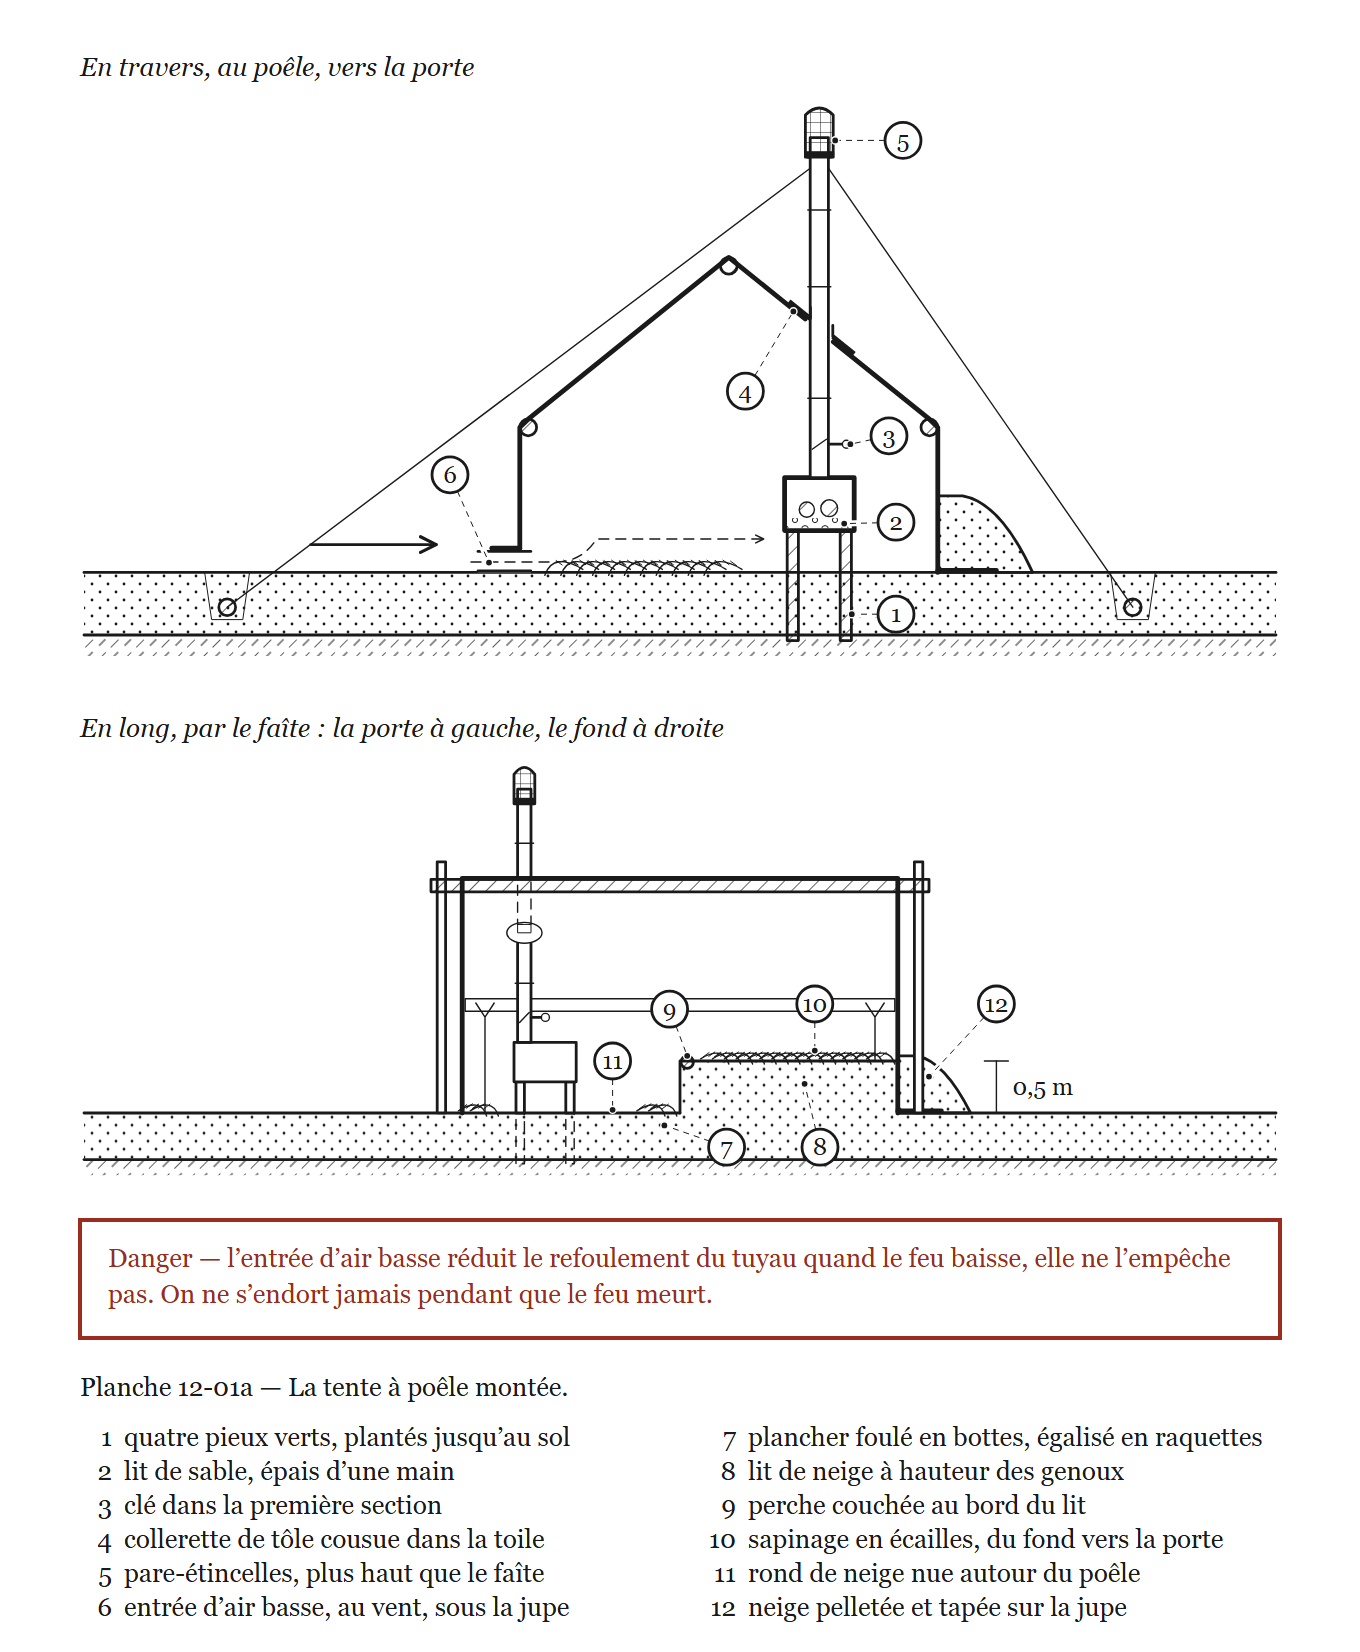 En travers, au poêle, vers la porte
5
4
3
6
2
1
En long, par le faîte : la porte à gauche, le fond à droite
9
10
12
11
0,5 m
7
8
Danger — l’entrée d’air basse réduit le refoulement du tuyau quand le feu baisse, elle ne l’empêche
pas. On ne s’endort jamais pendant que le feu meurt.
Planche 12-01a — La tente à poêle montée.
1 quatre pieux verts, plantés jusqu’au sol
2 lit de sable, épais d’une main
3 clé dans la première section
4 collerette de tôle cousue dans la toile
5 pare-étincelles, plus haut que le faîte
6 entrée d’air basse, au vent, sous la jupe
7 plancher foulé en bottes, égalisé en raquettes
8 lit de neige à hauteur des genoux
9 perche couchée au bord du lit
10 sapinage en écailles, du fond vers la porte
11 rond de neige nue autour du poêle
12 neige pelletée et tapée sur la jupe